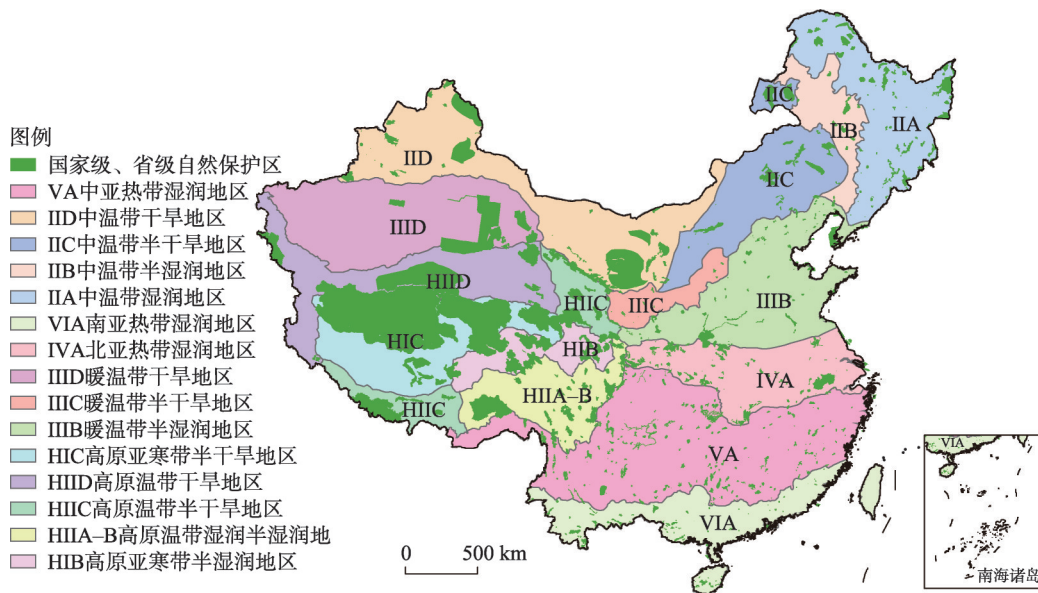 图例
国家级、省级自然保护区
VA中亚热带湿润地区
IID中温带干旱地区
IIC中温带半干旱地区
IIB中温带半湿润地区
IIA中温带湿润地区
VIA南亚热带湿润地区
IVA北亚热带湿润地区
IIID暖温带干旱地区
IIIC暖温带半干旱地区
IIIB暖温带半湿润地区
HIC高原亚寒带半干旱地区
HIID高原温带干旱地区
HIIC高原温带半干旱地区
HIIA–B高原温带湿润半湿润地
HIB高原亚寒带半湿润地区
IIC
IIB
IIA
IID
IIC
IIID
HIID
HIIC
IIIC
IIIB
HIC
HIB
HIIA–B
HIIC
IVA
VA
VIA
0 500 km
VIA
南海诸岛